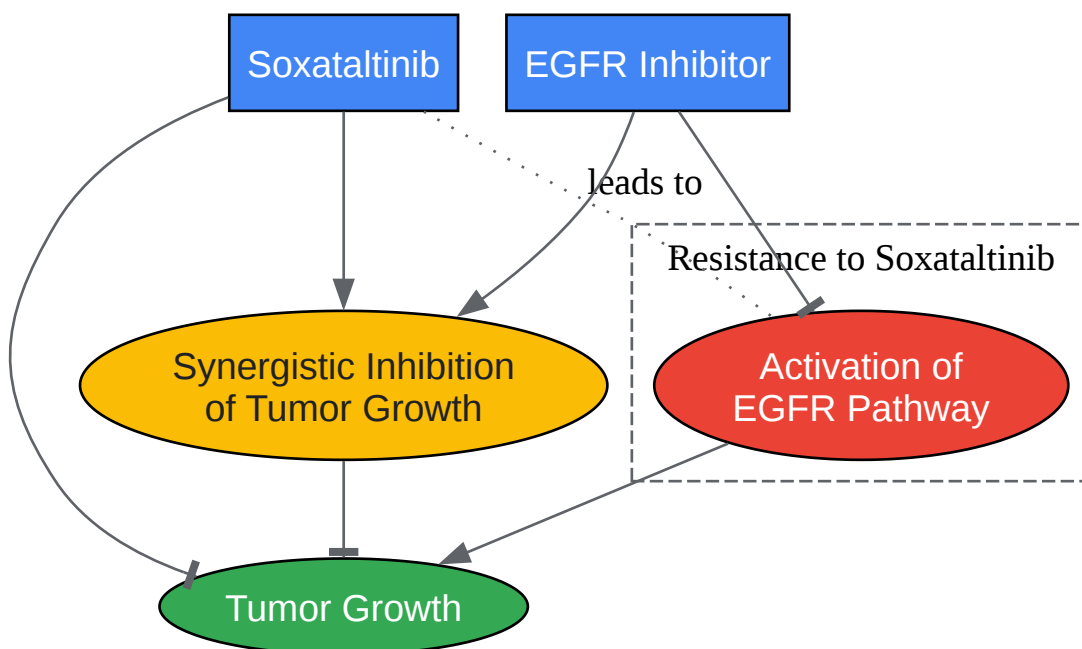 Soxataltinib
EGFR Inhibitor
leads to
Resistance to Soxataltinib
Synergistic Inhibition
of Tumor Growth
Activation of
EGFR Pathway
Tumor Growth